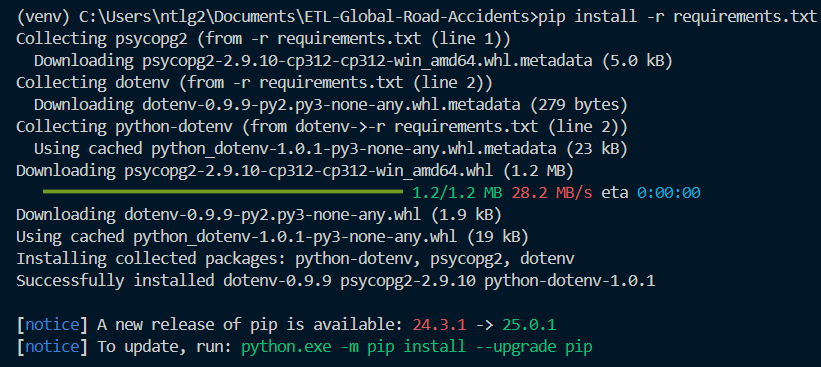 (venv) C:\Users\ntlg2\Documents\ETL-Global-Road-Accidents>pip install -r requirements.txt
Collecting psycopg2 (from -r requirements.txt (line 1))
  Downloading psycopg2-2.9.10-cp312-cp312-win_amd64.whl.metadata (5.0 kB)
Collecting dotenv (from -r requirements.txt (line 2))
  Downloading dotenv-0.9.9-py2.py3-none-any.whl.metadata (279 bytes)
Collecting python-dotenv (from dotenv->-r requirements.txt (line 2))
  Using cached python_dotenv-1.0.1-py3-none-any.whl.metadata (23 kB)
Downloading psycopg2-2.9.10-cp312-cp312-win_amd64.whl (1.2 MB)
1.2/1.2 MB 28.2 MB/s eta 0:00:00
Downloading dotenv-0.9.9-py2.py3-none-any.whl (1.9 kB)
Using cached python_dotenv-1.0.1-py3-none-any.whl (19 kB)
Installing collected packages: python-dotenv, psycopg2, dotenv
Successfully installed dotenv-0.9.9 psycopg2-2.9.10 python-dotenv-1.0.1
[notice] A new release of pip is available: 24.3.1 -> 25.0.1
[notice] To update, run: python.exe -m pip install --upgrade pip